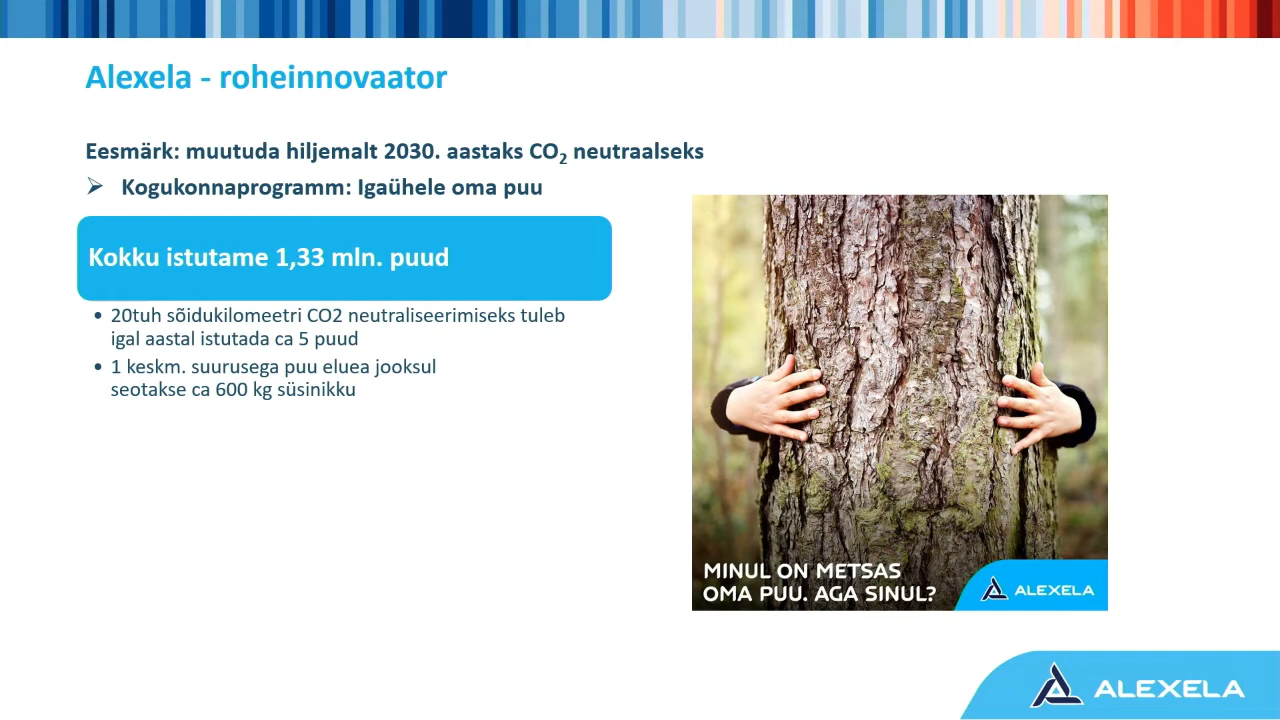 Alexela - roheinnovaator
Eesmärk: muutuda hiljemalt 2030. aastaks CO₂ neutraalseks
➢ Kogukonnaprogramm: Igaühele oma puu
Kokku istutame 1,33 mln. puud
• 20tuh sõidukilomeetri CO2 neutraliseerimiseks tuleb
igal aastal istutada ca 5 puud
• 1 keskm. suurusega puu eluea jooksul
seotakse ca 600 kg süsinikku
MINUL ON METSAS
OMA PUU. AGA SINUL?
ALEXELA
ALEXELA